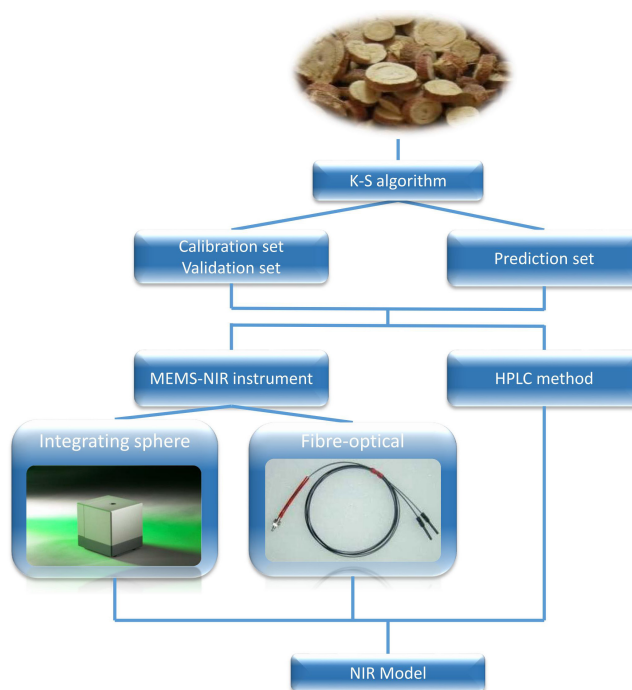 K-S algorithm
Calibration set
Validation set
Prediction set
MEMS-NIR instrument
HPLC method
Integrating sphere
Fibre-optical
NIR Model